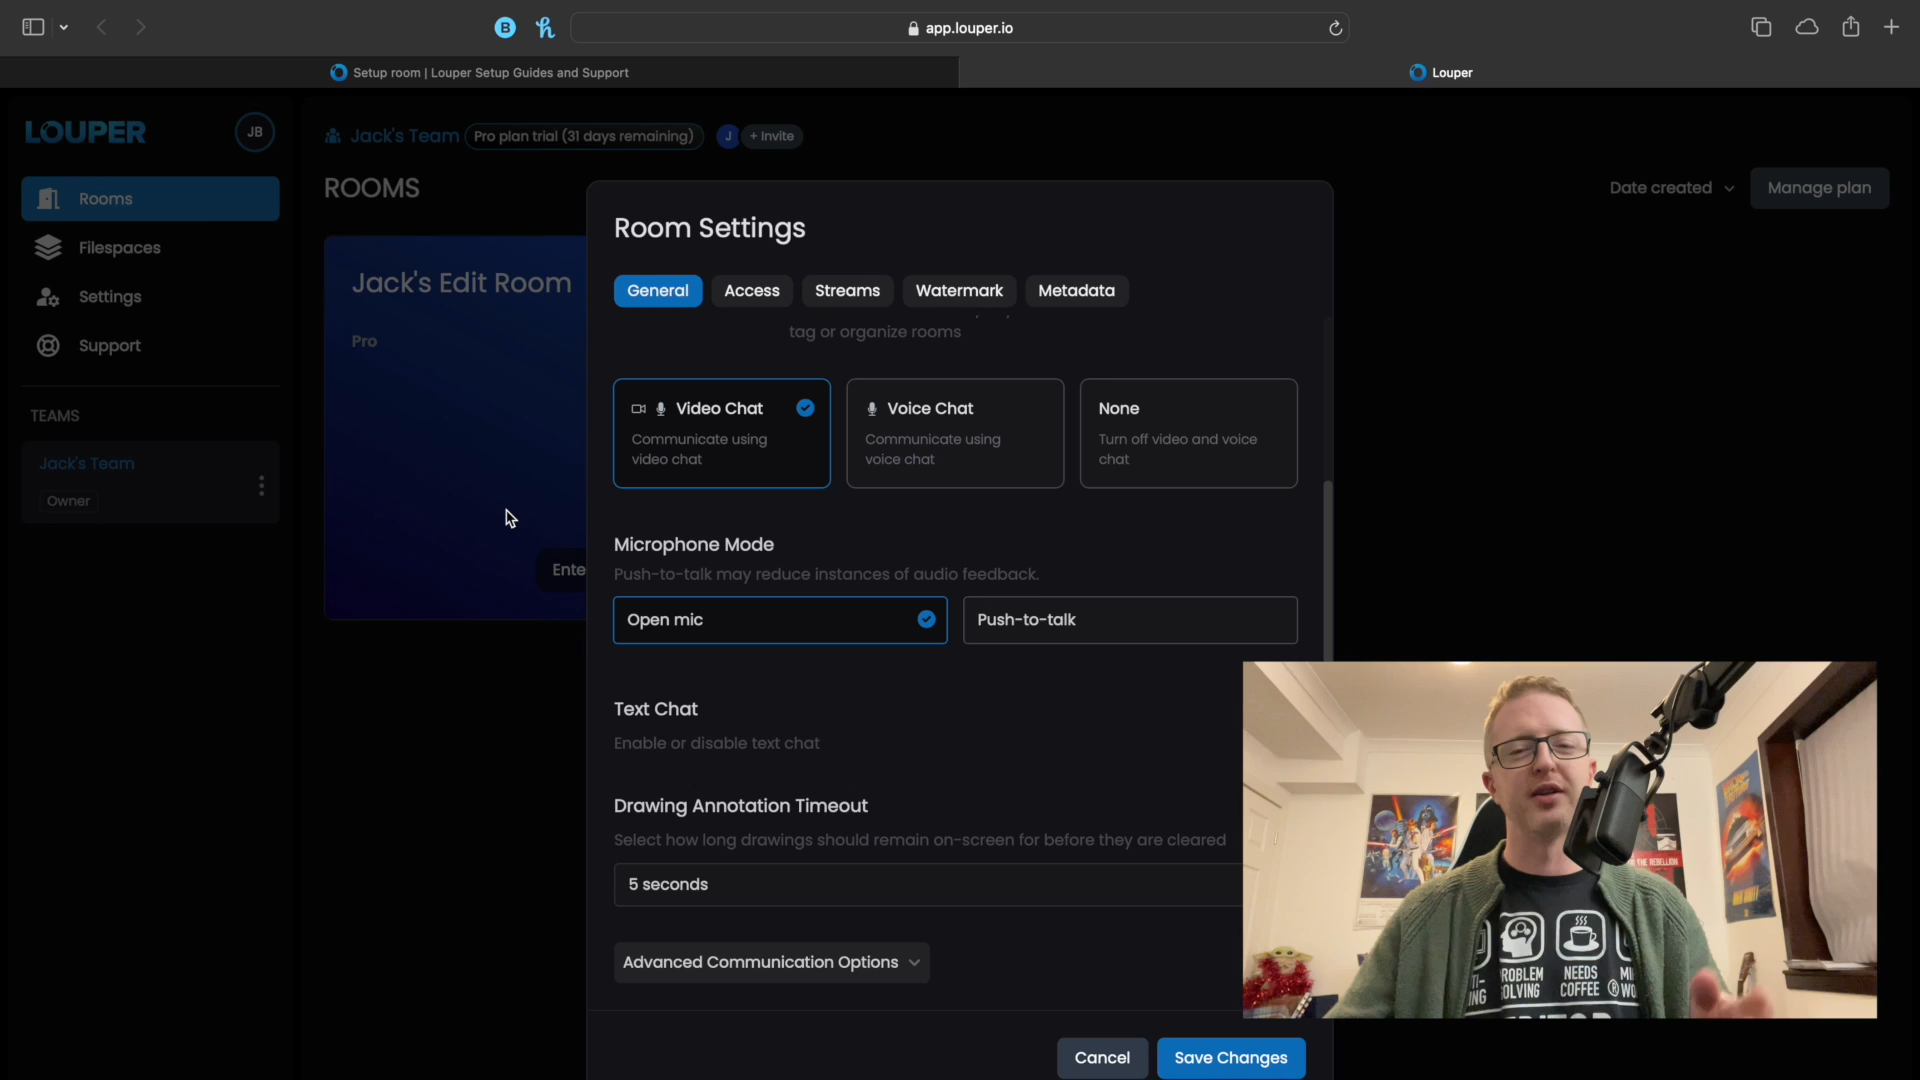 B
app.louper.io
Setup room | Louper Setup Guides and Support
Louper
LOUPER
JB
Jack's Team
Pro plan trial (31 days remaining)
J
+ Invite
Rooms
Filespaces
Settings
Support
TEAMS
Jack's Team
Owner
ROOMS
Date created
Manage plan
Jack's Edit Room
Pro
Ente
Room Settings
General
Access
Streams
Watermark
Metadata
tag or organize rooms
Video Chat
Communicate using
video chat
Voice Chat
Communicate using
voice chat
None
Turn off video and voice
chat
Microphone Mode
Push-to-talk may reduce instances of audio feedback.
Open mic
Push-to-talk
Text Chat
Enable or disable text chat
Drawing Annotation Timeout
Select how long drawings should remain on-screen for before they are cleared
5 seconds
Advanced Communication Options
Cancel
Save Changes
PROBLEM
SOLVING
NEEDS
COFFEE